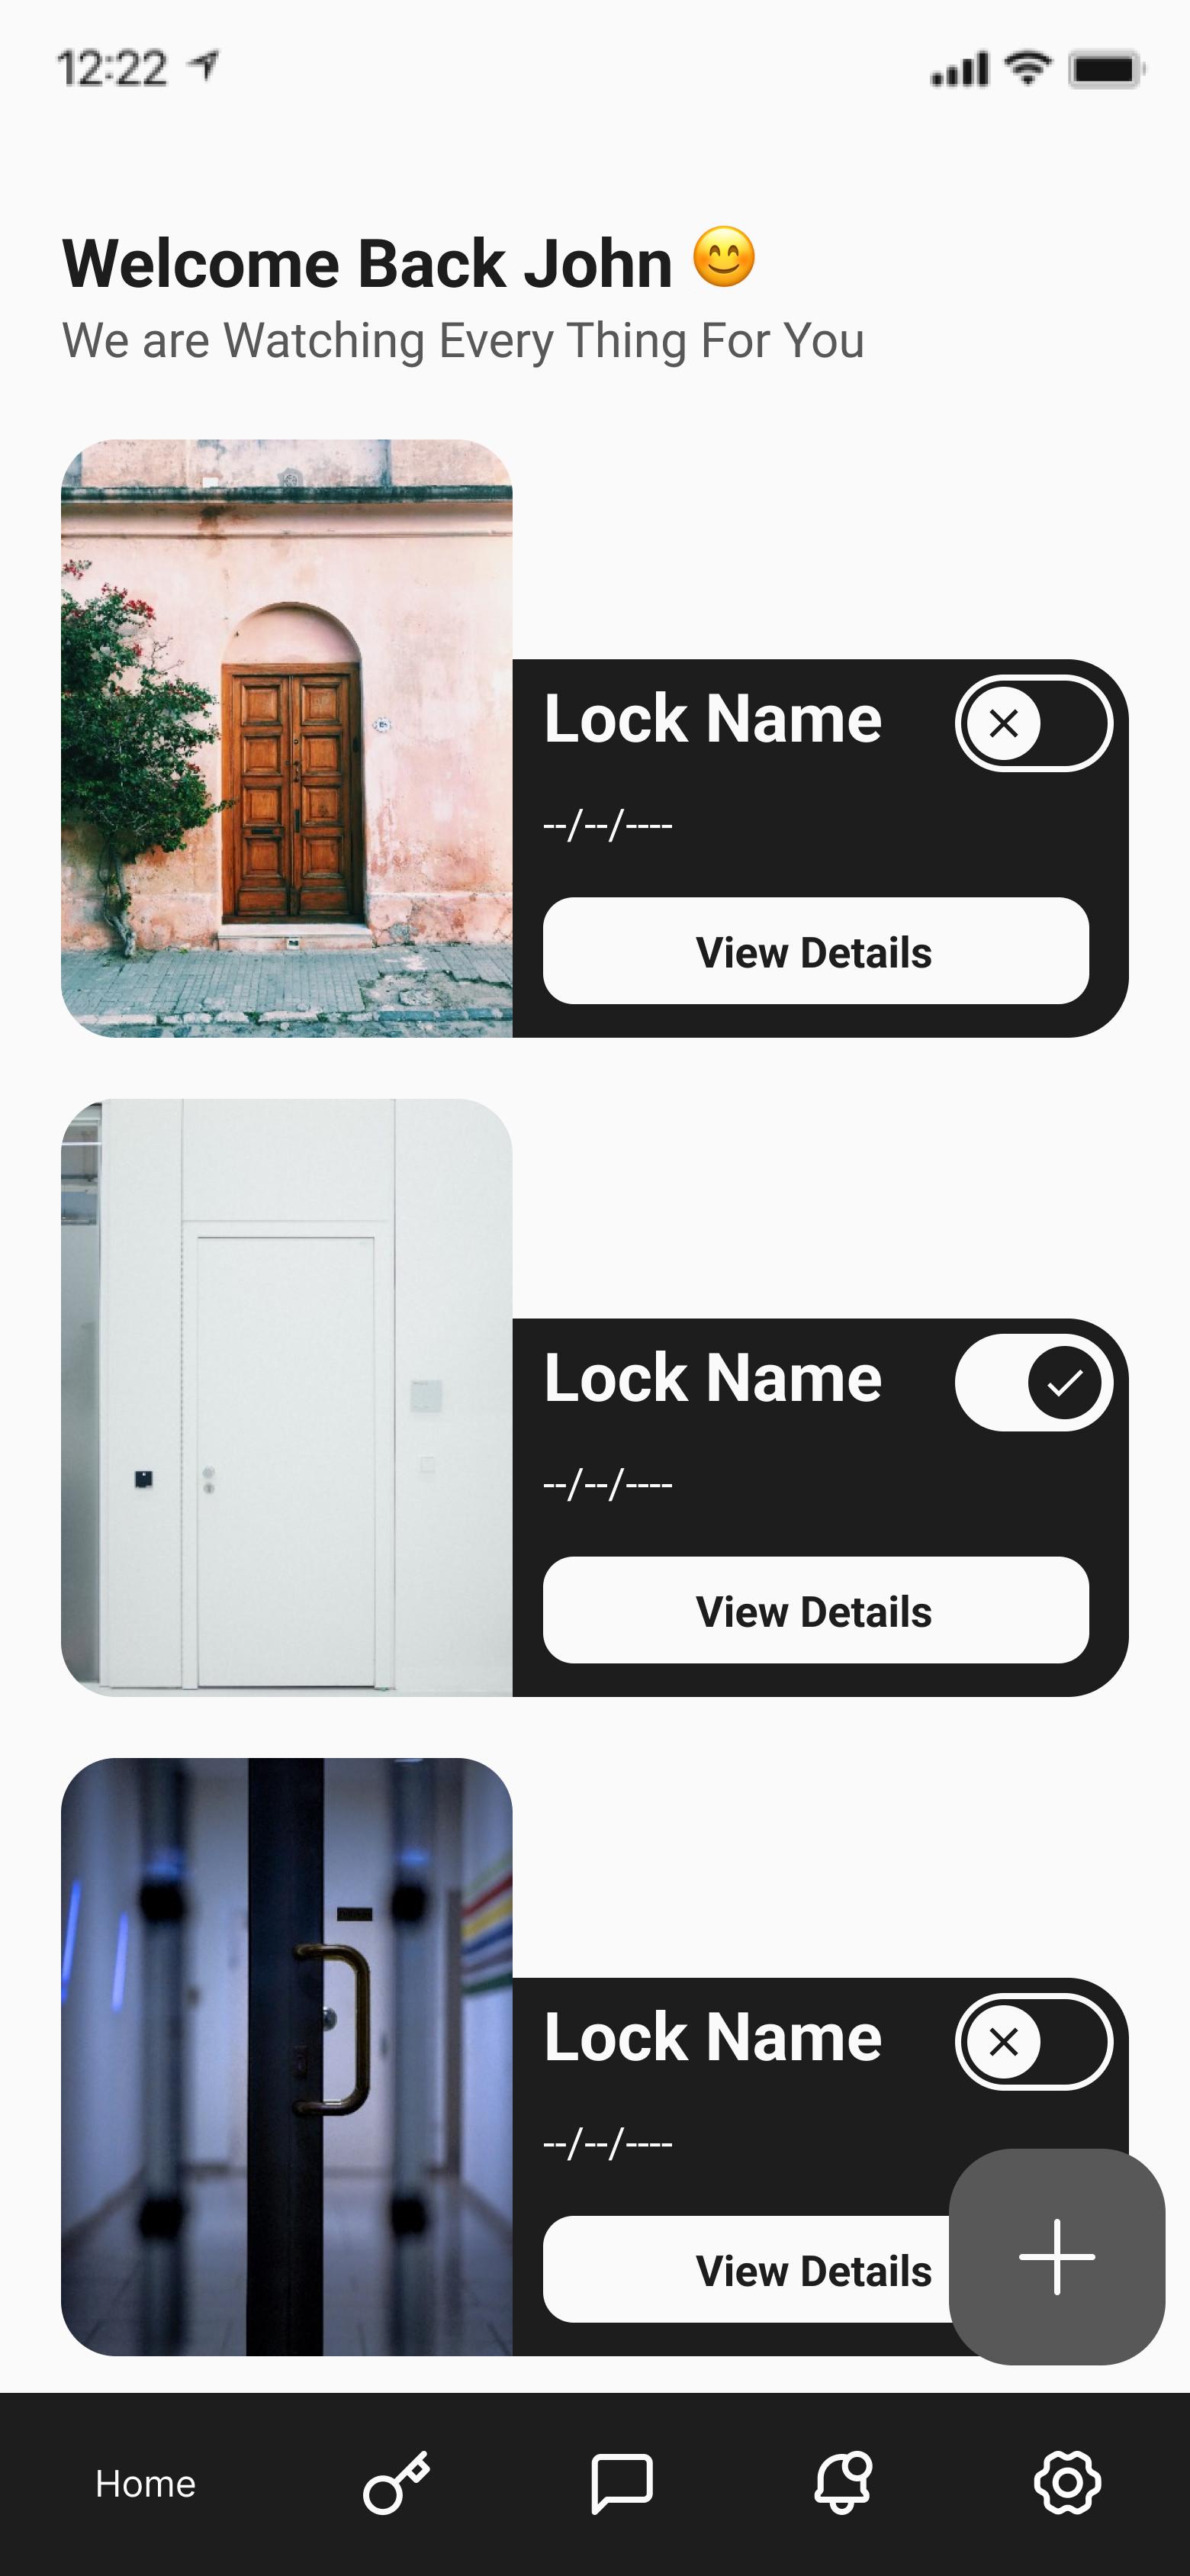 12:22
Welcome Back John 😊
We are Watching Every Thing For You
Lock Name
--/--/----
View Details
Lock Name
--/--/----
View Details
Lock Name
--/--/----
View Details
Home